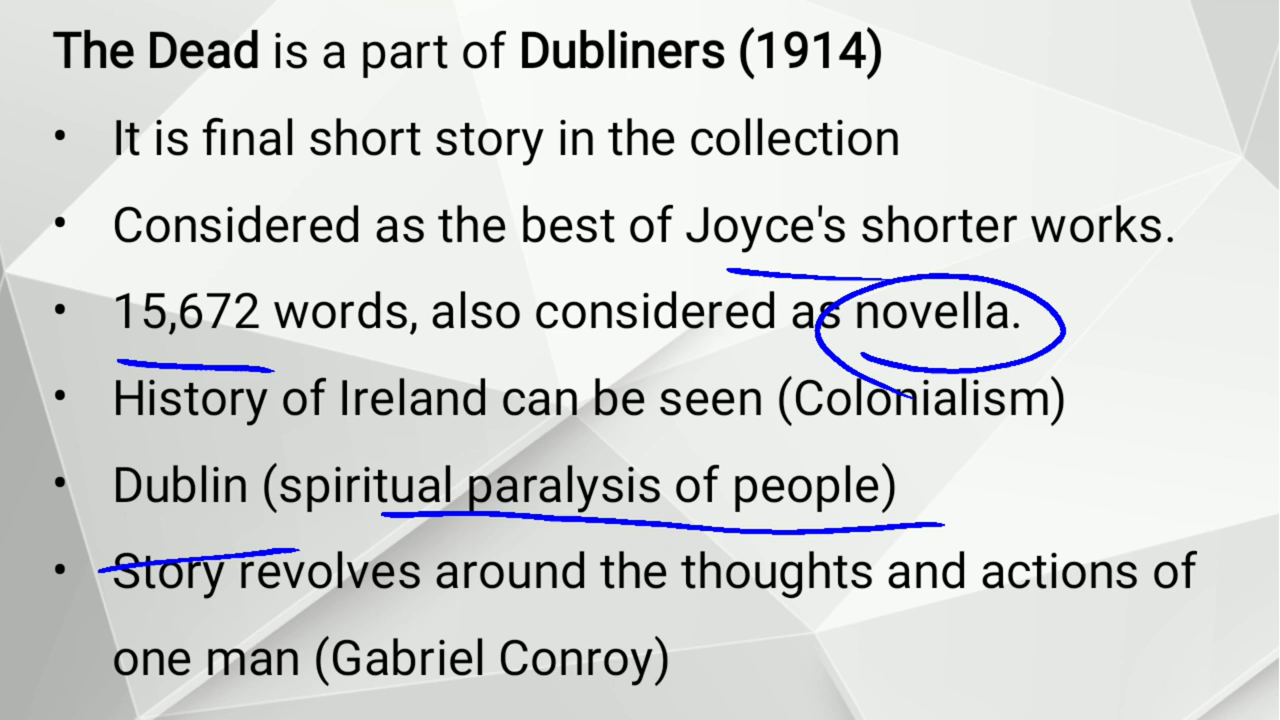 The Dead is a part of Dubliners (1914)
• It is final short story in the collection
• Considered as the best of Joyce's shorter works.
• 15,672 words, also considered as novella.
• History of Ireland can be seen (Colonialism)
• Dublin (spiritual paralysis of people)
• Story revolves around the thoughts and actions of
one man (Gabriel Conroy)